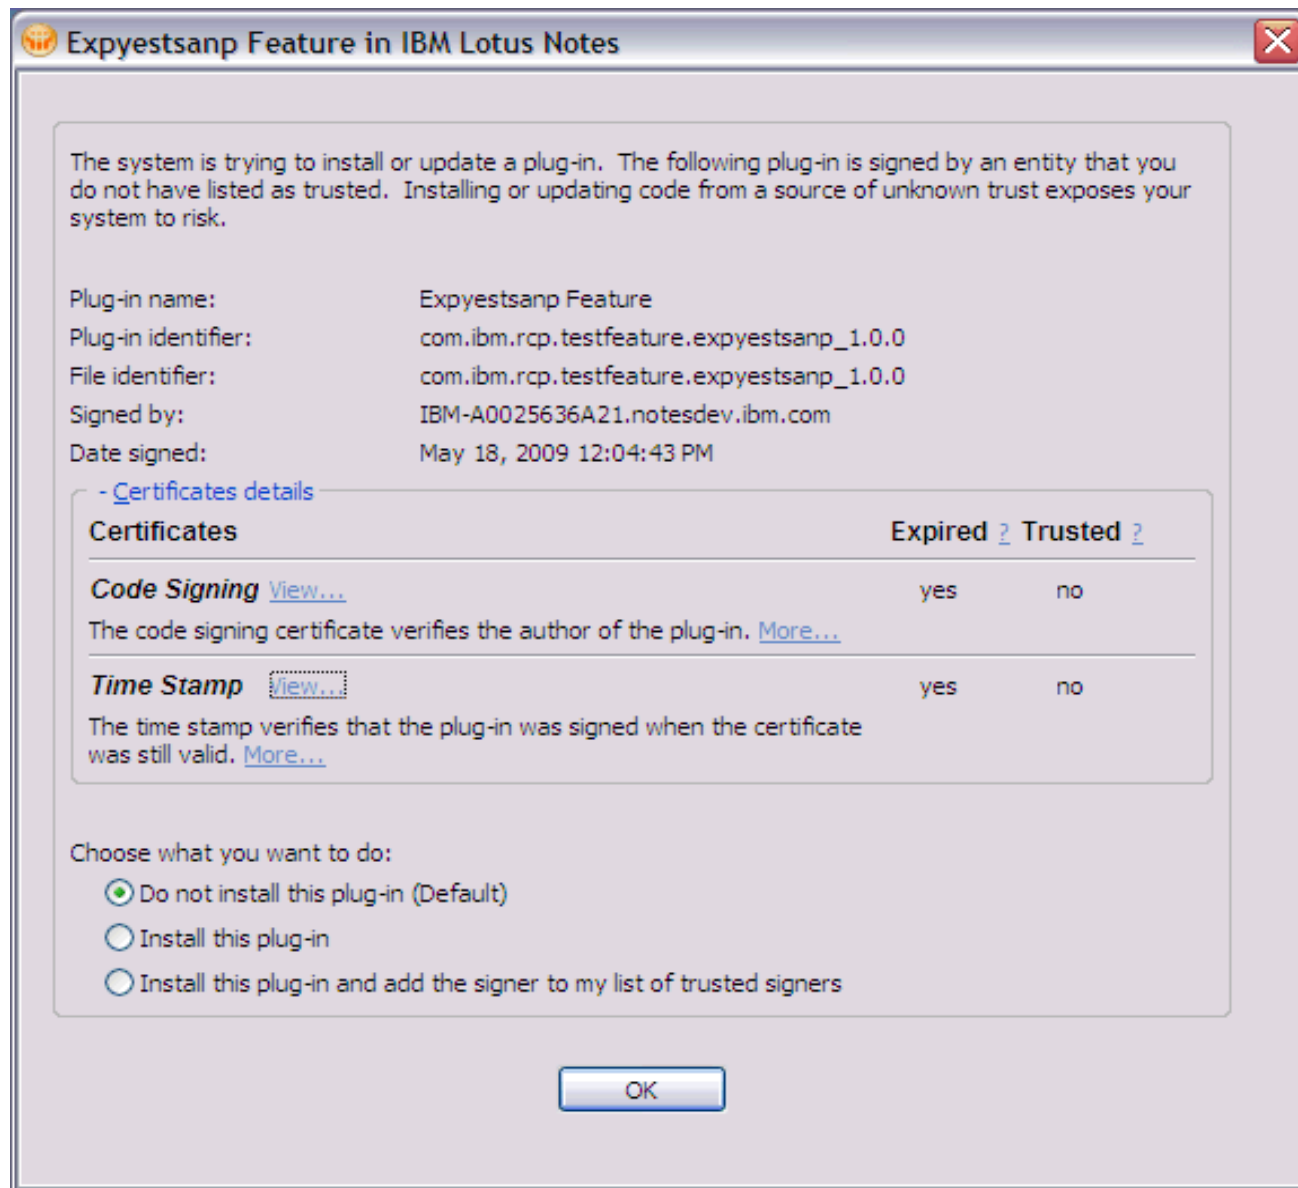 Expyestsanp Feature in IBM Lotus Notes
The system is trying to install or update a plug-in.  The following plug-in is signed by an entity that you
do not have listed as trusted.  Installing or updating code from a source of unknown trust exposes your
system to risk.
Plug-in name: Expyestsanp Feature
Plug-in identifier: com.ibm.rcp.testfeature.expyestsanp_1.0.0
File identifier: com.ibm.rcp.testfeature.expyestsanp_1.0.0
Signed by: IBM-A0025636A21.notesdev.ibm.com
Date signed: May 18, 2009 12:04:43 PM
- Certificates details
Certificates Expired ? Trusted ?
Code Signing View... yes no
The code signing certificate verifies the author of the plug-in. More...
Time Stamp View... yes no
The time stamp verifies that the plug-in was signed when the certificate
was still valid. More...
Choose what you want to do:
Do not install this plug-in (Default)
Install this plug-in
Install this plug-in and add the signer to my list of trusted signers
OK